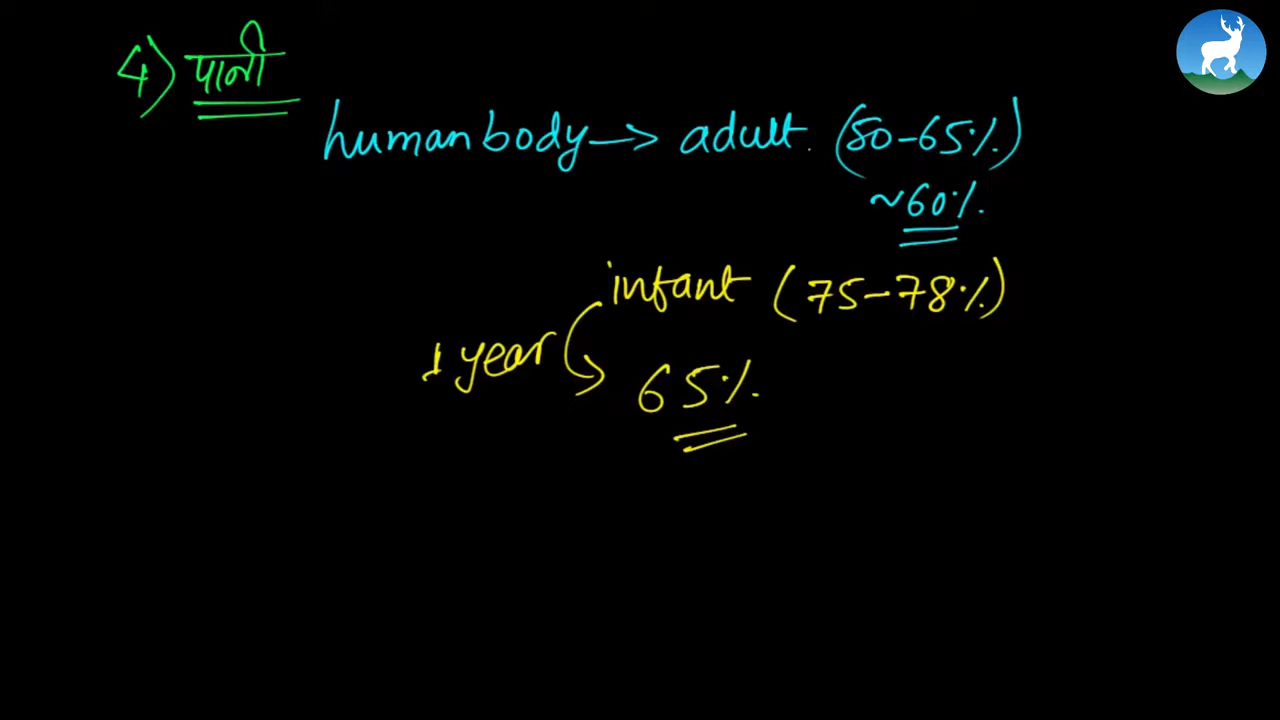 4) पानी
human body → adult (50-65%)
~60%
infant (75-78%)
1 year
65%